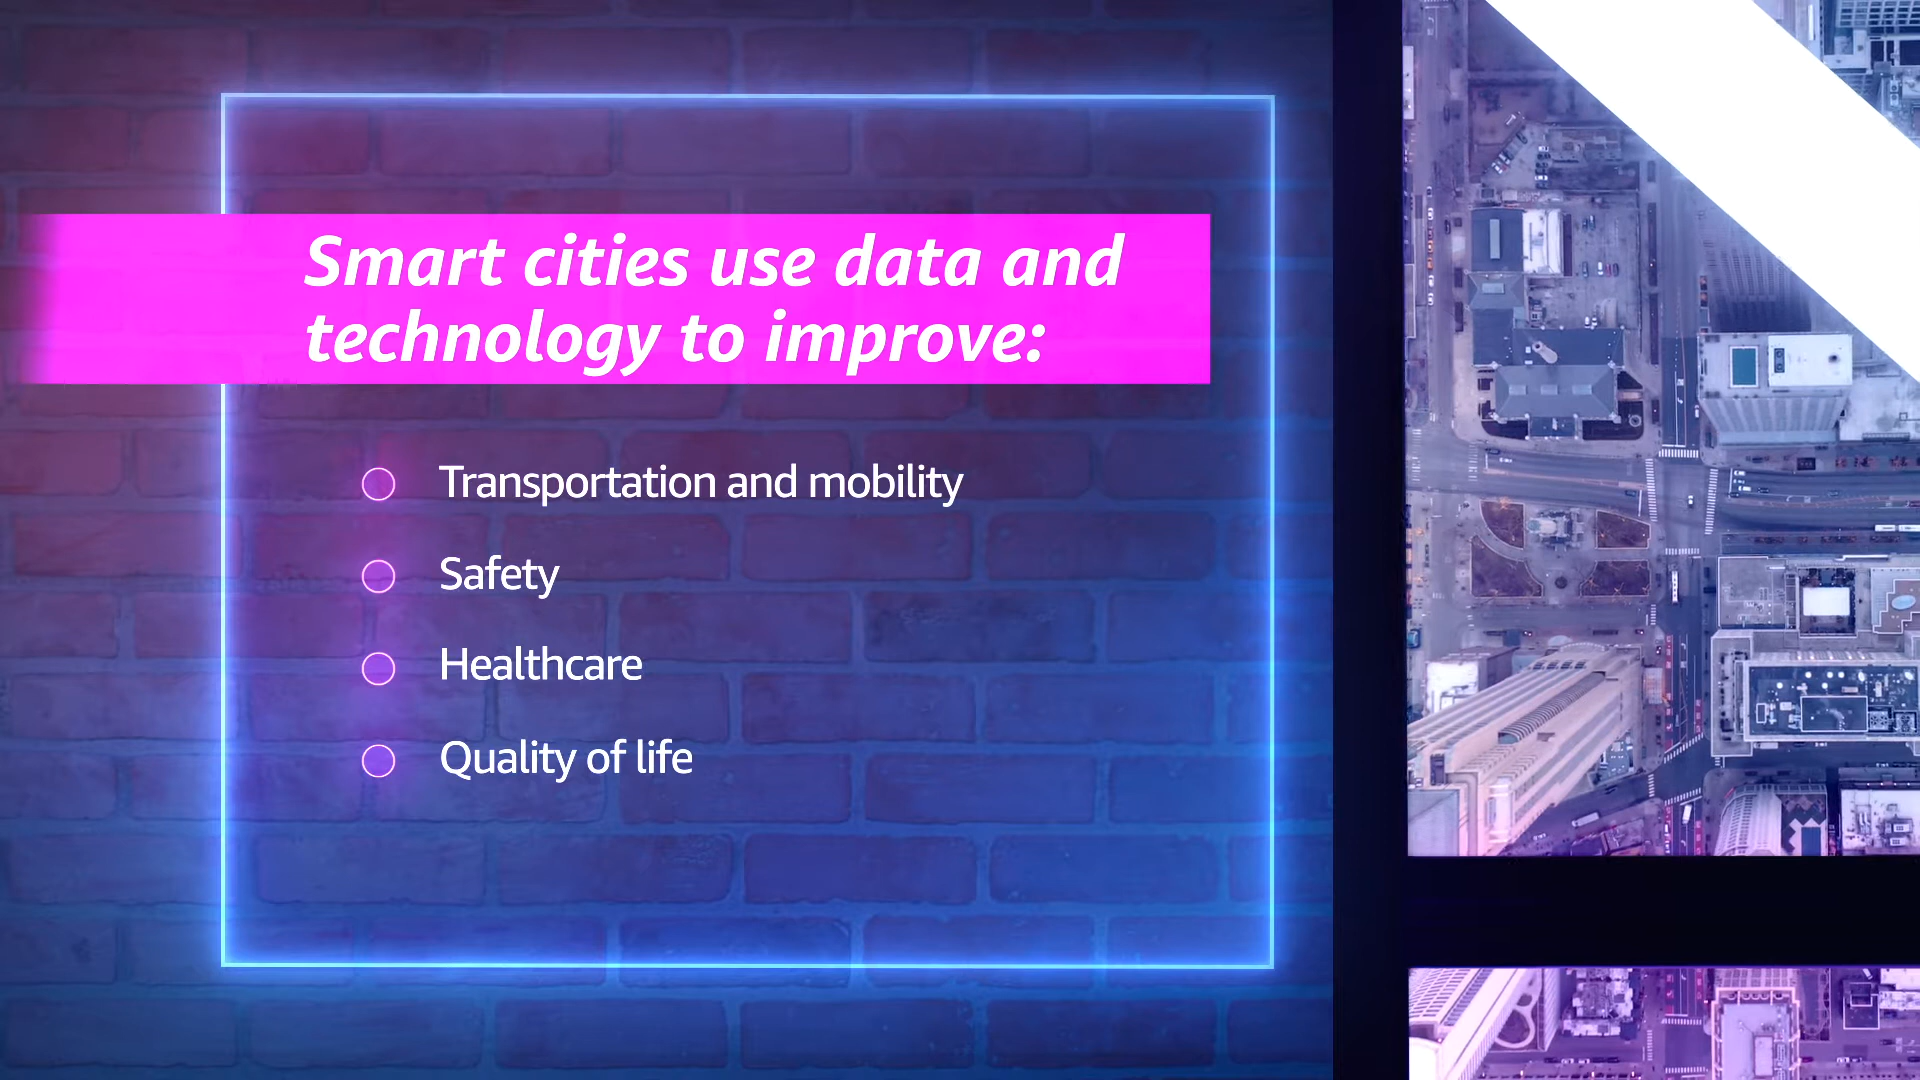 Smart cities use data and
technology to improve:
Transportation and mobility
Safety
Healthcare
Quality of life